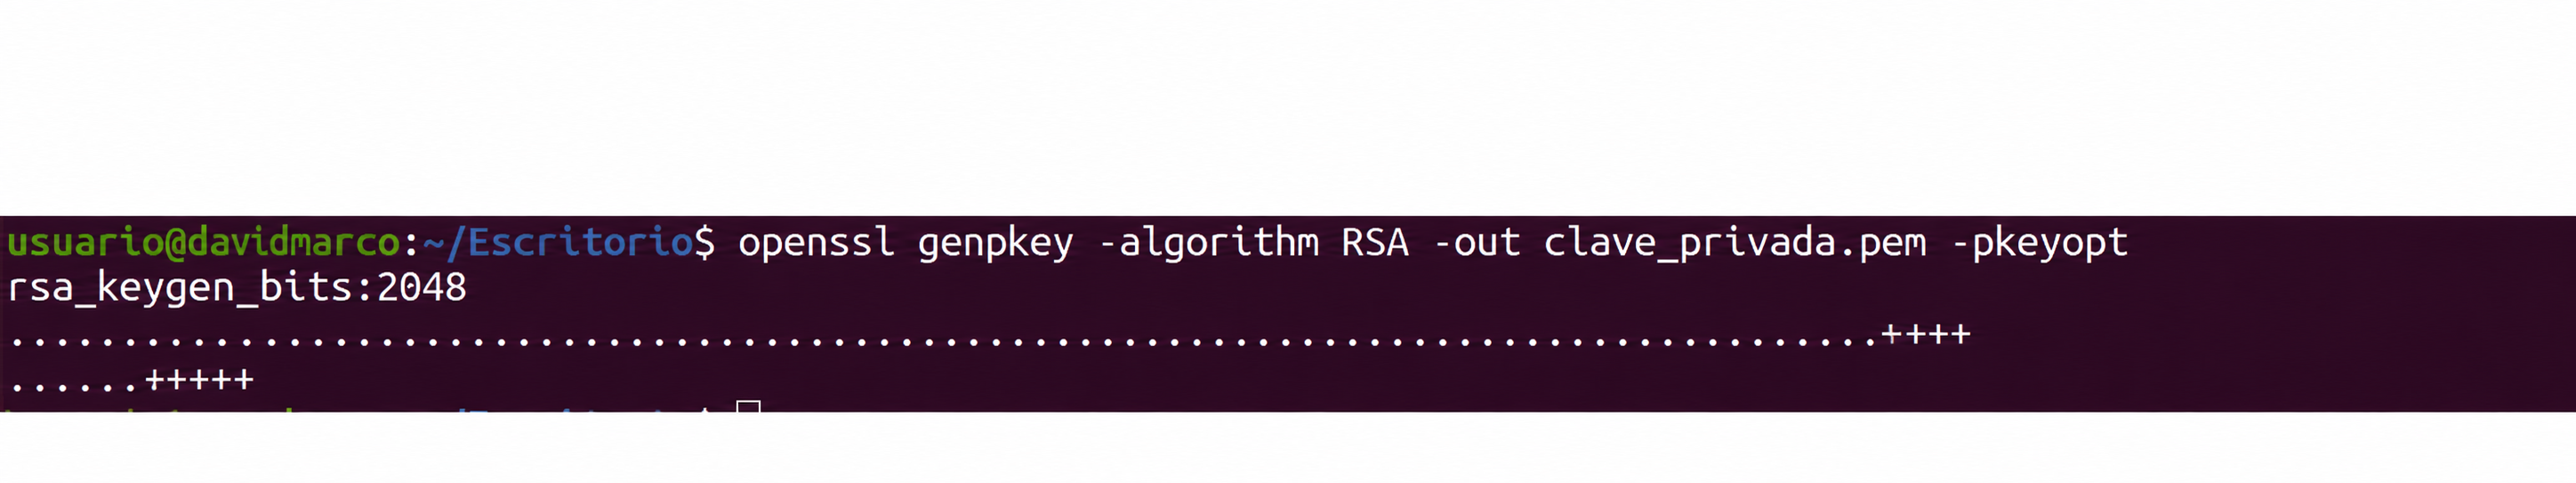 usuario@davidmarco:~/Escritorio$ openssl genpkey -algorithm RSA -out clave_privada.pem -pkeyopt
rsa_keygen_bits:2048
...................................................................................++++
......+++++